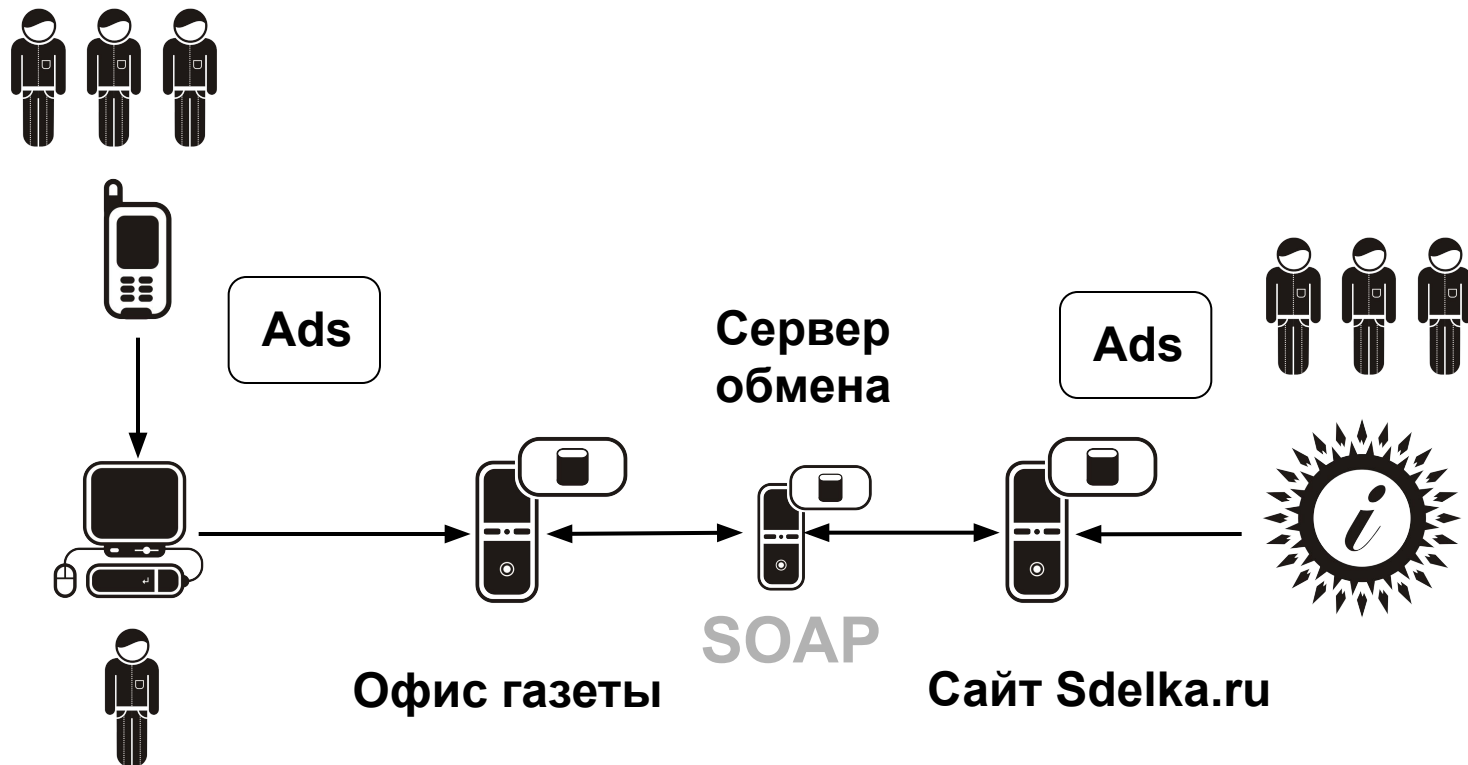 Ads
Сервер
обмена
Ads
SOAP
Офис газеты
Сайт Sdelka.ru